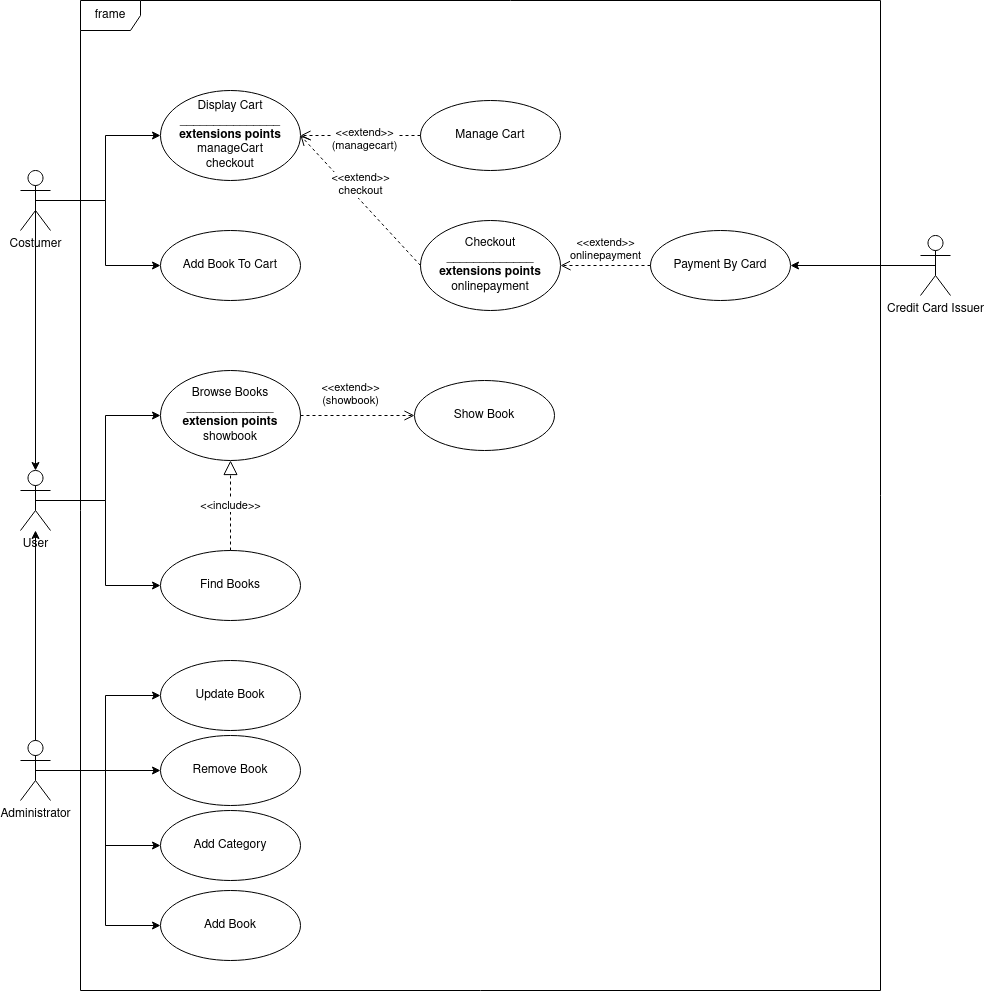 frame
Display Cart
extensions points
manageCart
checkout
<<extend>>
(managecart)
Manage Cart
<<extend>>
checkout
Costumer
Add Book To Cart
Checkout
extensions points
onlinepayment
<<extend>>
onlinepayment
Payment By Card
Credit Card Issuer
Browse Books
extension points
showbook
<<extend>>
(showbook)
Show Book
<<include>>
User
Find Books
Update Book
Remove Book
Administrator
Add Category
Add Book